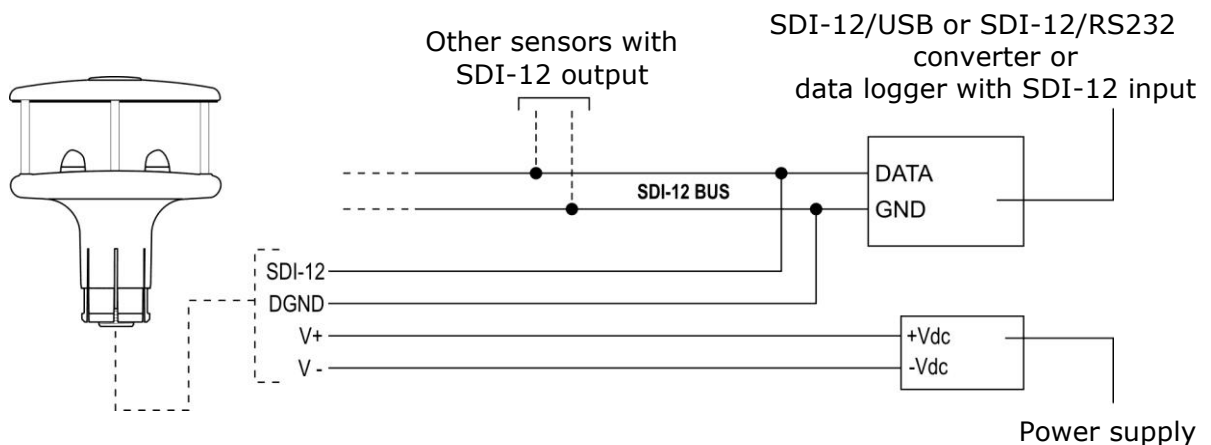 SDI-12/USB or SDI-12/RS232
converter or
data logger with SDI-12 input
Other sensors with
SDI-12 output
DATA
SDI-12 BUS
GND
SDI-12
DGND
V+
+Vdc
V -
-Vdc
Power supply